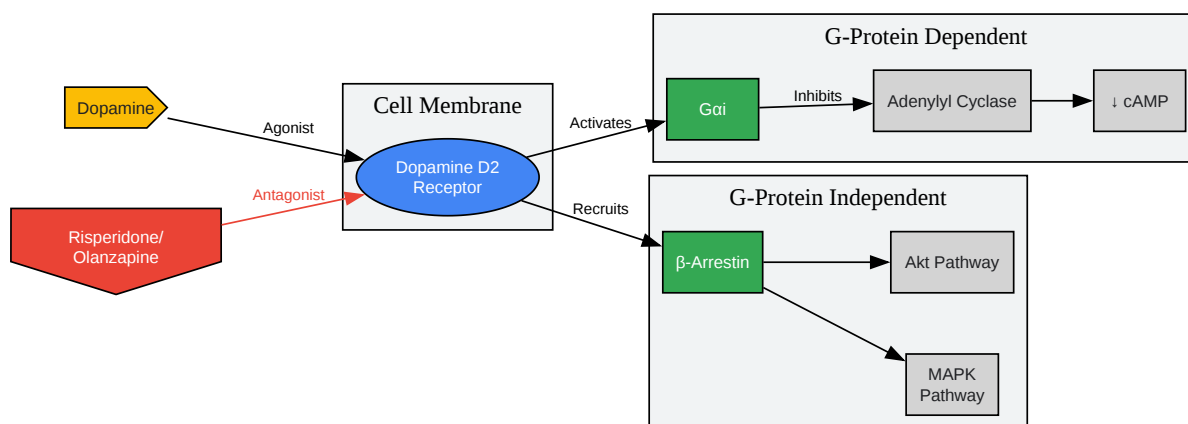 G-Protein Dependent
Cell Membrane
Dopamine
Agonist
Activates
Gαi
Inhibits
Adenylyl Cyclase
↓ cAMP
Dopamine D2
Receptor
Antagonist
Risperidone/
Olanzapine
Recruits
G-Protein Independent
β-Arrestin
Akt Pathway
MAPK
Pathway